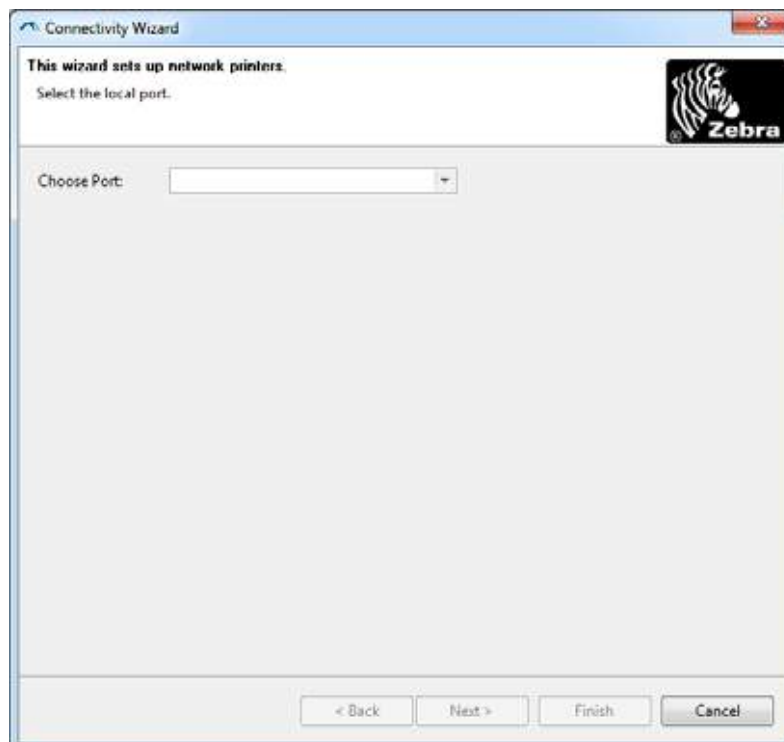 Connectivity Wizard
This wizard sets up network printers.
Select the local port.
® Zebra
Choose Port:
< Back Next > Finish Cancel